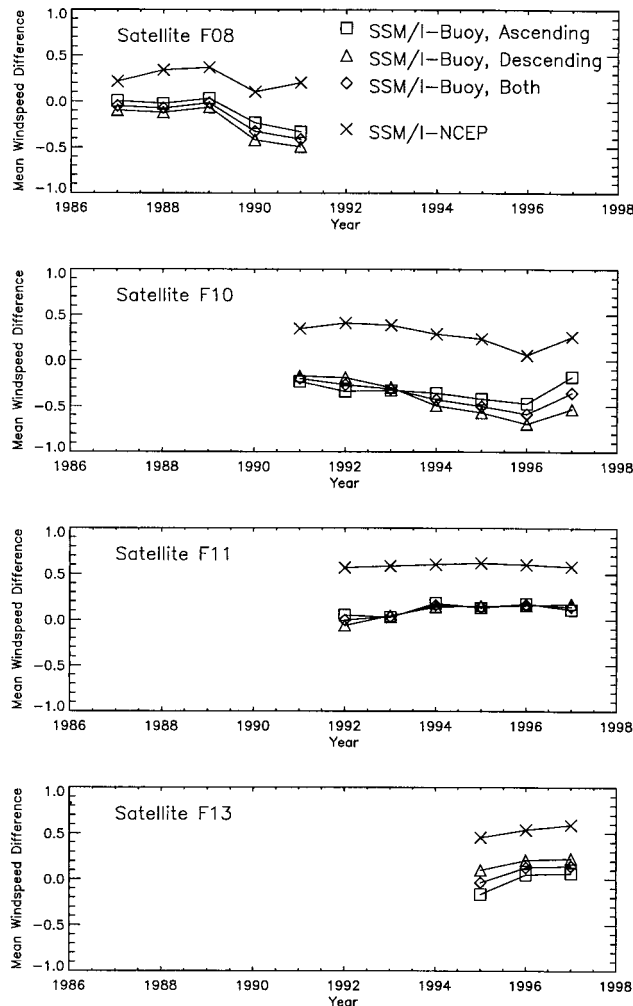 Satellite F08
SSM/I-Buoy, Ascending
SSM/I-Buoy, Descending
SSM/I-Buoy, Both
SSM/I-NCEP
Mean Windspeed Difference
1.0
0.5
0.0
-0.5
-1.0
1986 1988 1990 1992 1994 1996 1998
Year
Satellite F10
Mean Windspeed Difference
1.0
0.5
0.0
-0.5
-1.0
1986 1988 1990 1992 1994 1996 1998
Year
Satellite F11
Mean Windspeed Difference
1.0
0.5
0.0
-0.5
-1.0
1986 1988 1990 1992 1994 1996 1998
Year
Satellite F13
Mean Windspeed Difference
1.0
0.5
0.0
-0.5
-1.0
1986 1988 1990 1992 1994 1996 1998
Year